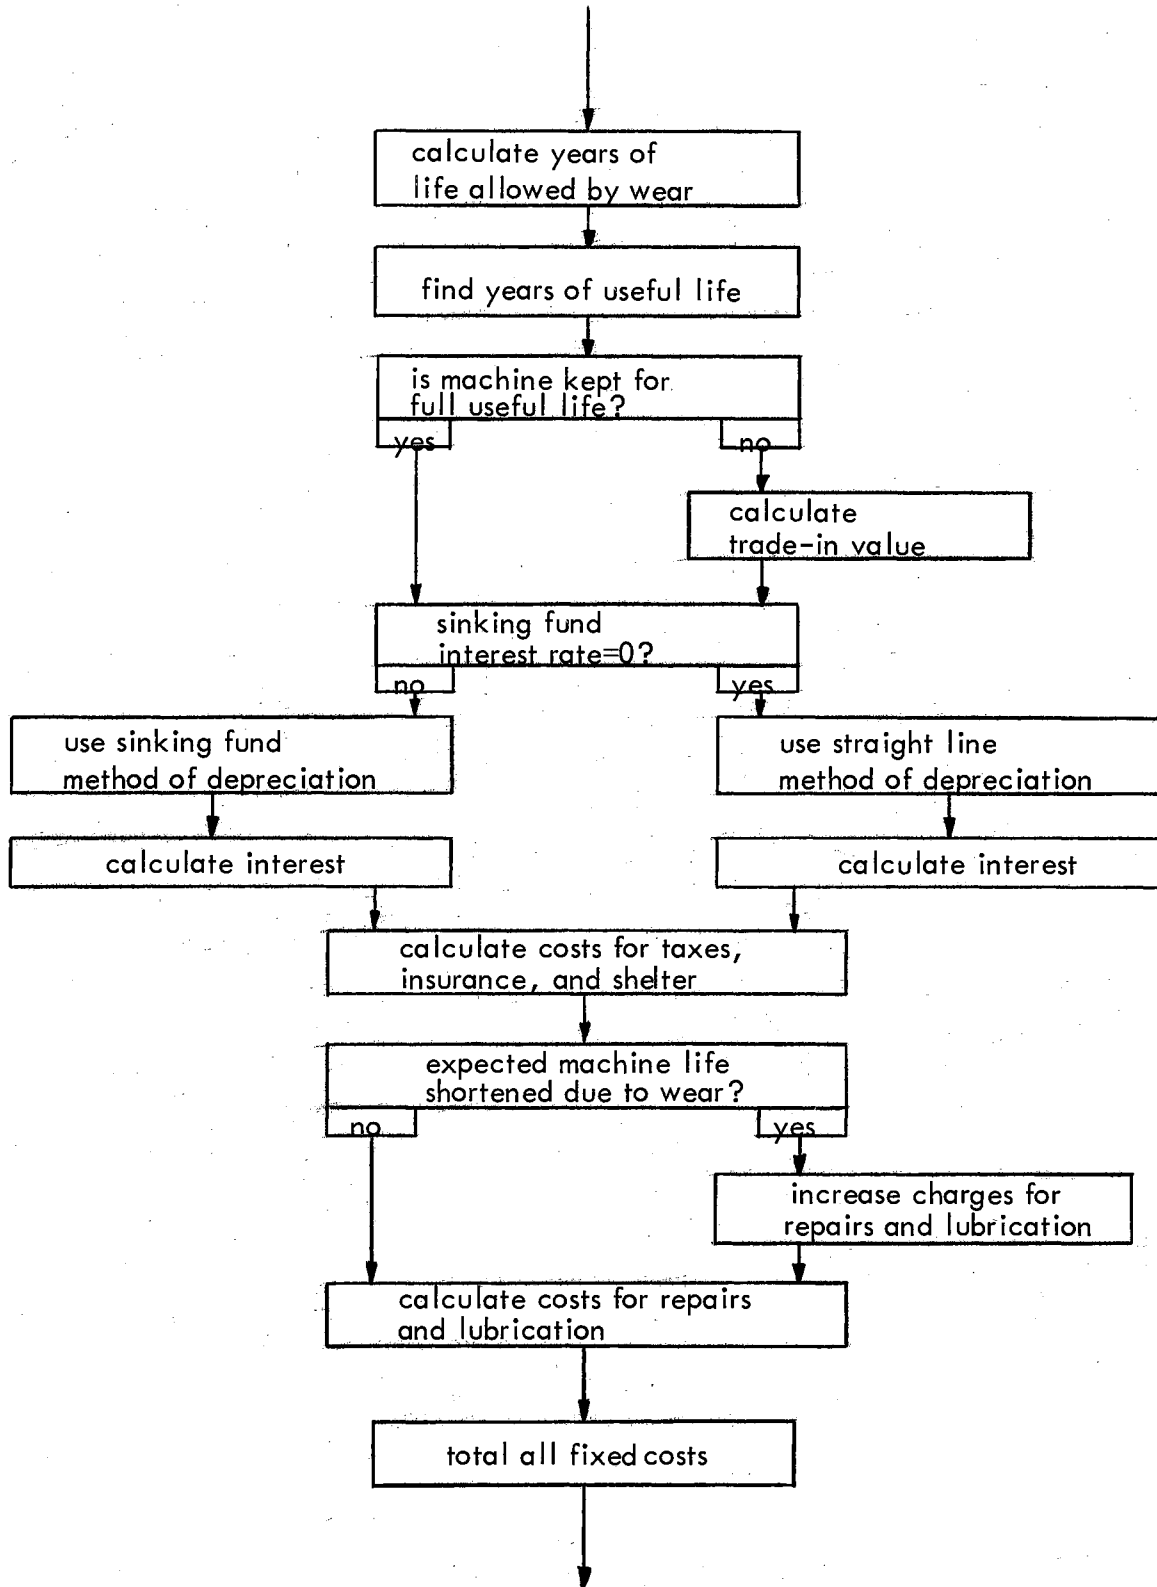 calculate years of
life allowed by wear
find years of useful life
is machine kept for
full useful life?
yes
no
calculate
trade-in value
sinking fund
interest rate=0?
no
yes
use sinking fund
method of depreciation
use straight line
method of depreciation
calculate interest
calculate interest
calculate costs for taxes,
insurance, and shelter
expected machine life
shortened due to wear?
no
yes
increase charges for
repairs and lubrication
calculate costs for repairs
and lubrication
total all fixed costs